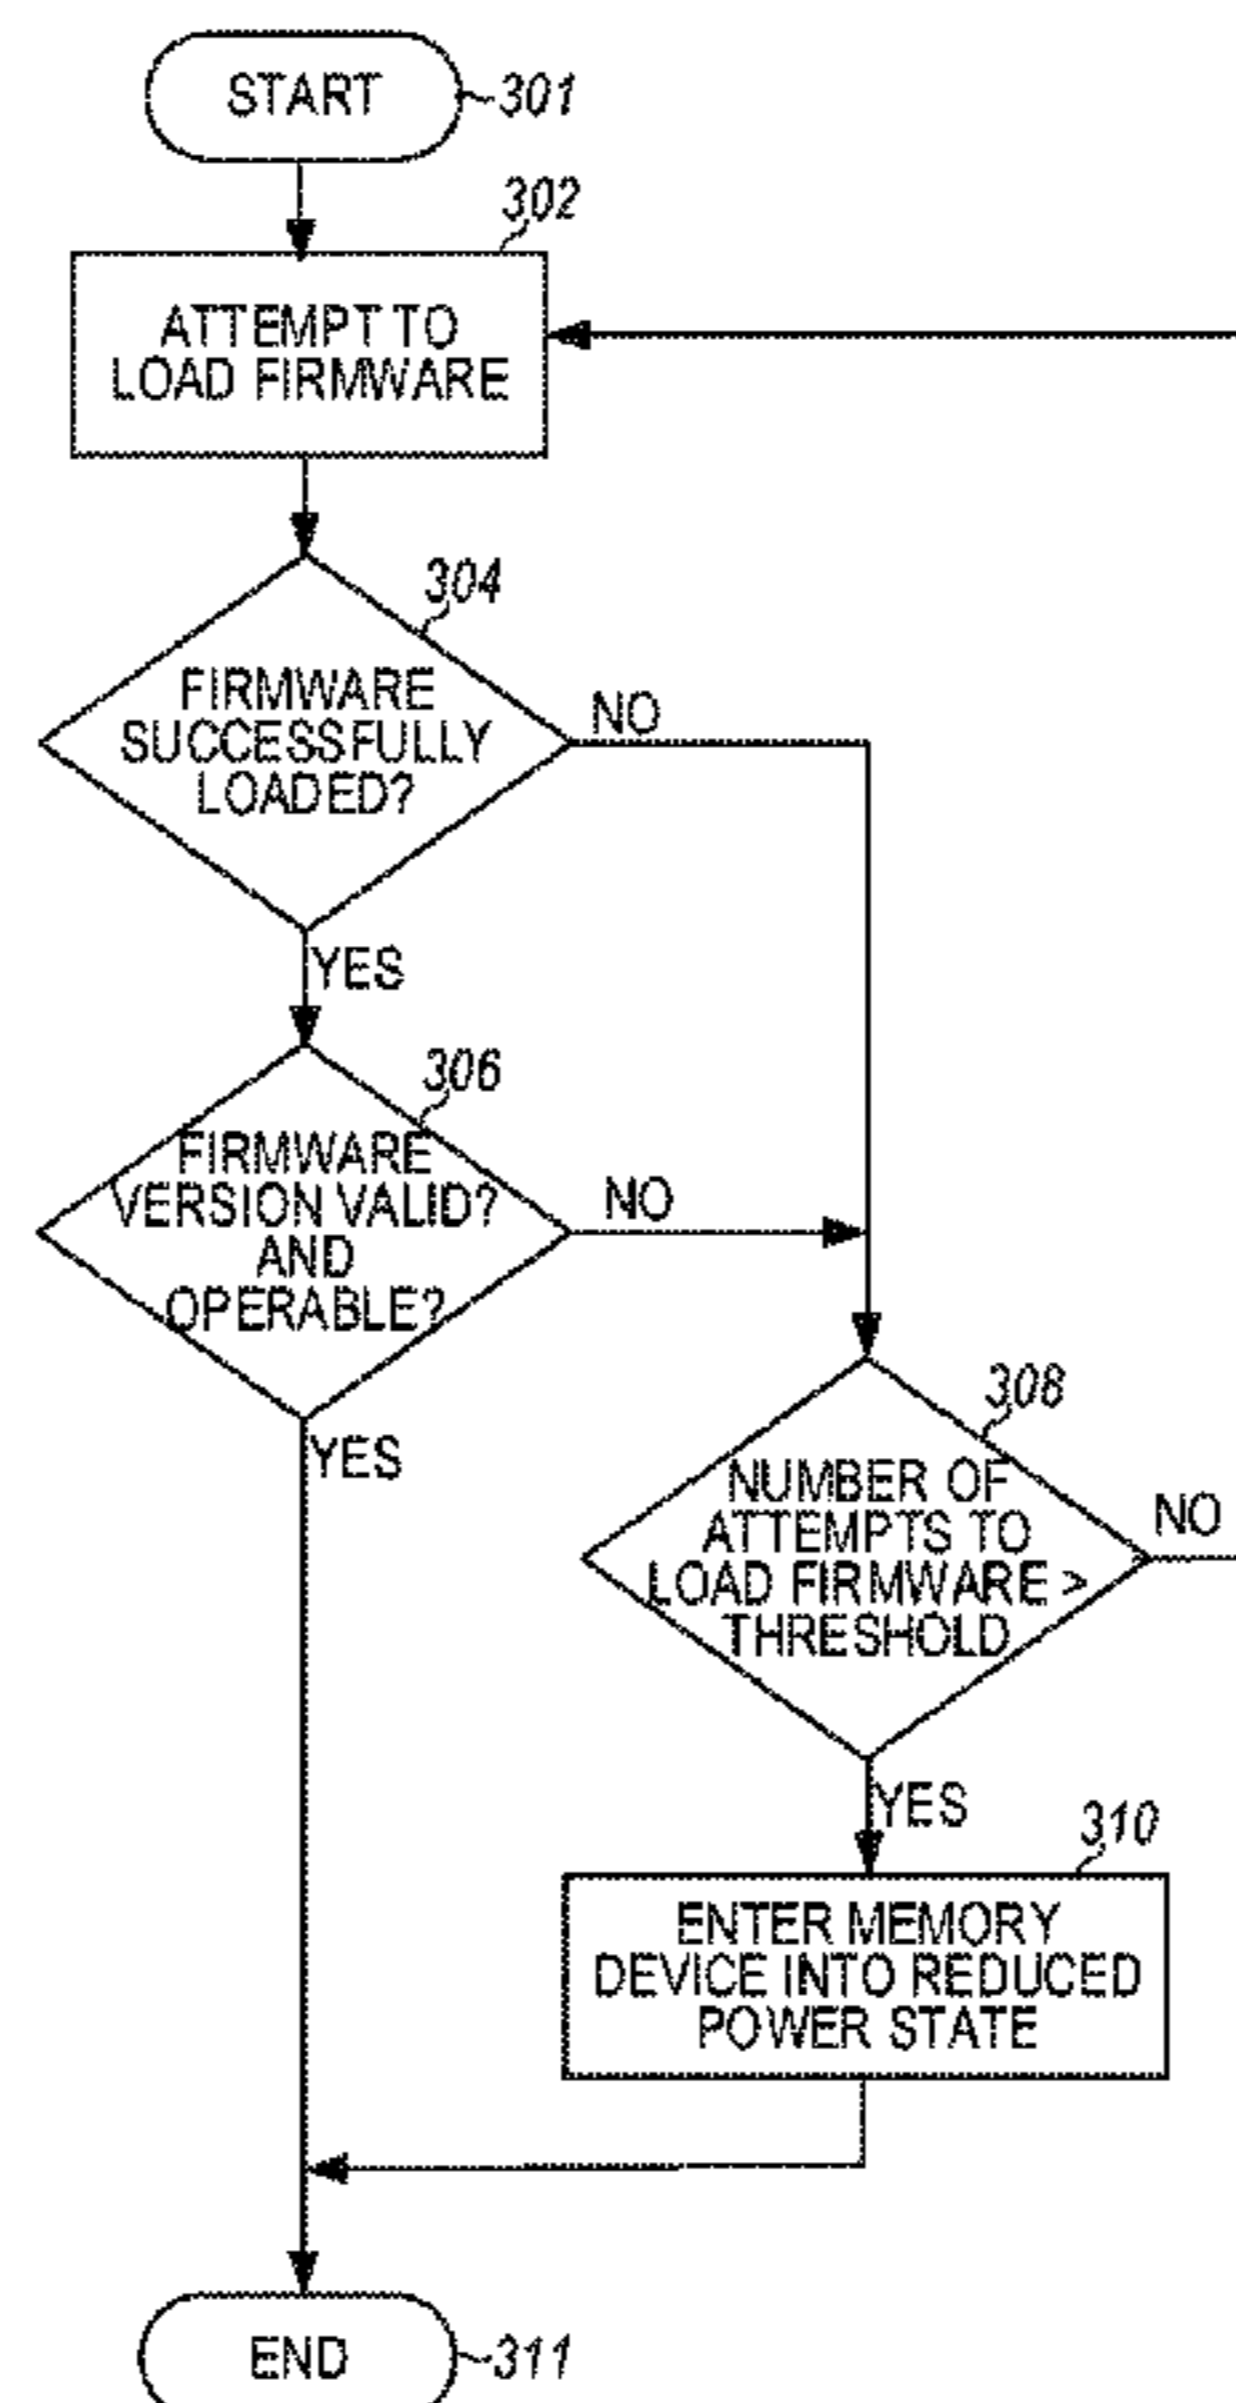 START
301
302
ATTEMPT TO
LOAD FIRMWARE
304
FIRMWARE
SUCCESSFULLY
LOADED?
NO
YES
306
FIRMWARE
VERSION VALID?
AND
OPERABLE?
NO
YES
308
NUMBER OF
ATTEMPTS TO
LOAD FIRMWARE >
THRESHOLD
NO
YES
310
ENTER MEMORY
DEVICE INTO REDUCED
POWER STATE
END
311